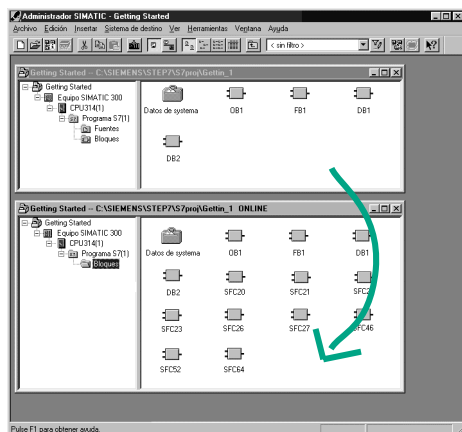 Administrador SIMATIC - Getting Started
Archivo Edición Insertar Sistema de destino Ver Herramientas Ventana Ayuda
< sin filtro >
Getting Started -- C:\SIEMENS\STEP7\S7proj\Gettin_1
Getting Started
Equipo SIMATIC 300
CPU314(1)
Programa S7(1)
Fuentes
Bloques
Datos de sistema OB1 FB1 DB1
DB2
Getting Started -- C:\SIEMENS\STEP7\S7proj\Gettin_1 ONLINE
Getting Started
Equipo SIMATIC 300
CPU314(1)
Programa S7(1)
Bloques
Datos de sistema OB1 FB1 DB1
DB2 SFC20 SFC21
SFC23 SFC26 SFC27 SFC46
SFC52 SFC64
Pulse F1 para obtener ayuda.